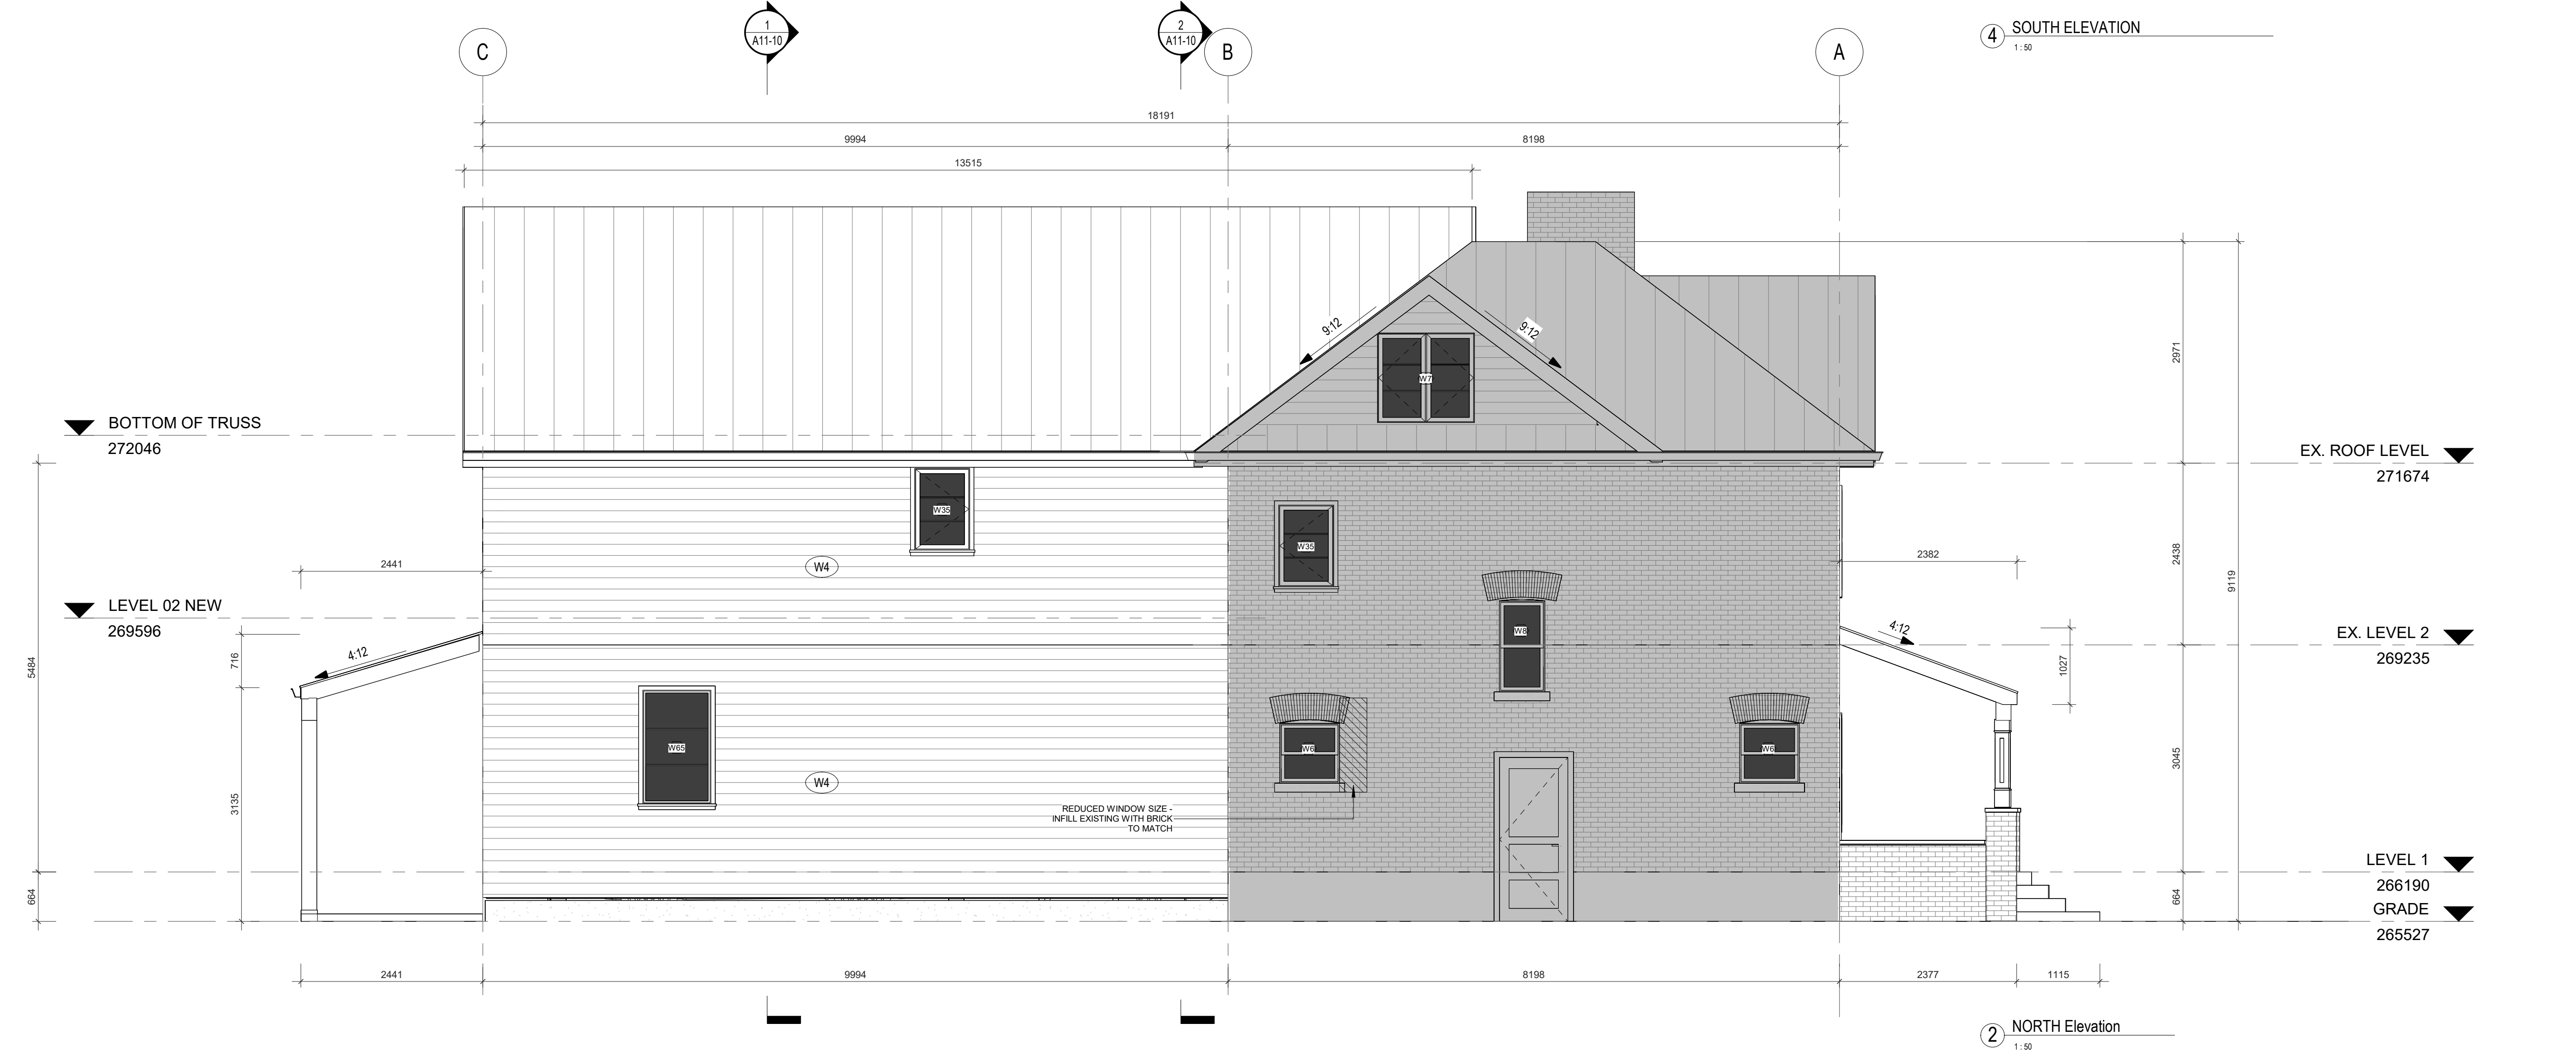 1
A11-10
2
A11-10
C
B
A
4 SOUTH ELEVATION
1 : 50
18191
9994
8198
13515
9:12
9:12
W7
2971
BOTTOM OF TRUSS
272046
EX. ROOF LEVEL
271674
W35
W35
W4
2441
2382
2438
9119
LEVEL 02 NEW
269596
4:12
4:12
W8
EX. LEVEL 2
269235
716
1027
5484
W65
W6
W6
W4
3135
3045
REDUCED WINDOW SIZE -
INFILL EXISTING WITH BRICK
TO MATCH
LEVEL 1
266190
664
664
GRADE
265527
2441
9994
8198
2377
1115
2 NORTH Elevation
1 : 50